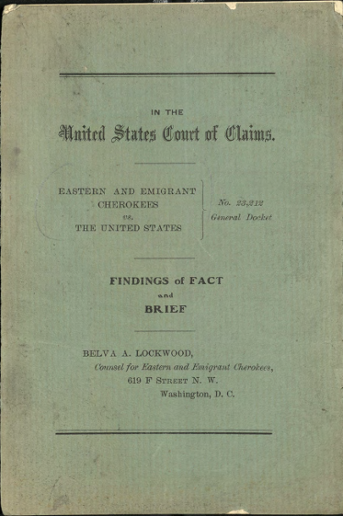 IN THE
United States Court of Claims.
EASTERN AND EMIGRANT
CHEROKEES
vs.
THE UNITED STATES
No. 23,212
General Docket.
FINDINGS of FACT
and
BRIEF
BELVA A. LOCKWOOD,
Counsel for Eastern and Emigrant Cherokees,
619 F STREET N. W.
Washington, D. C.